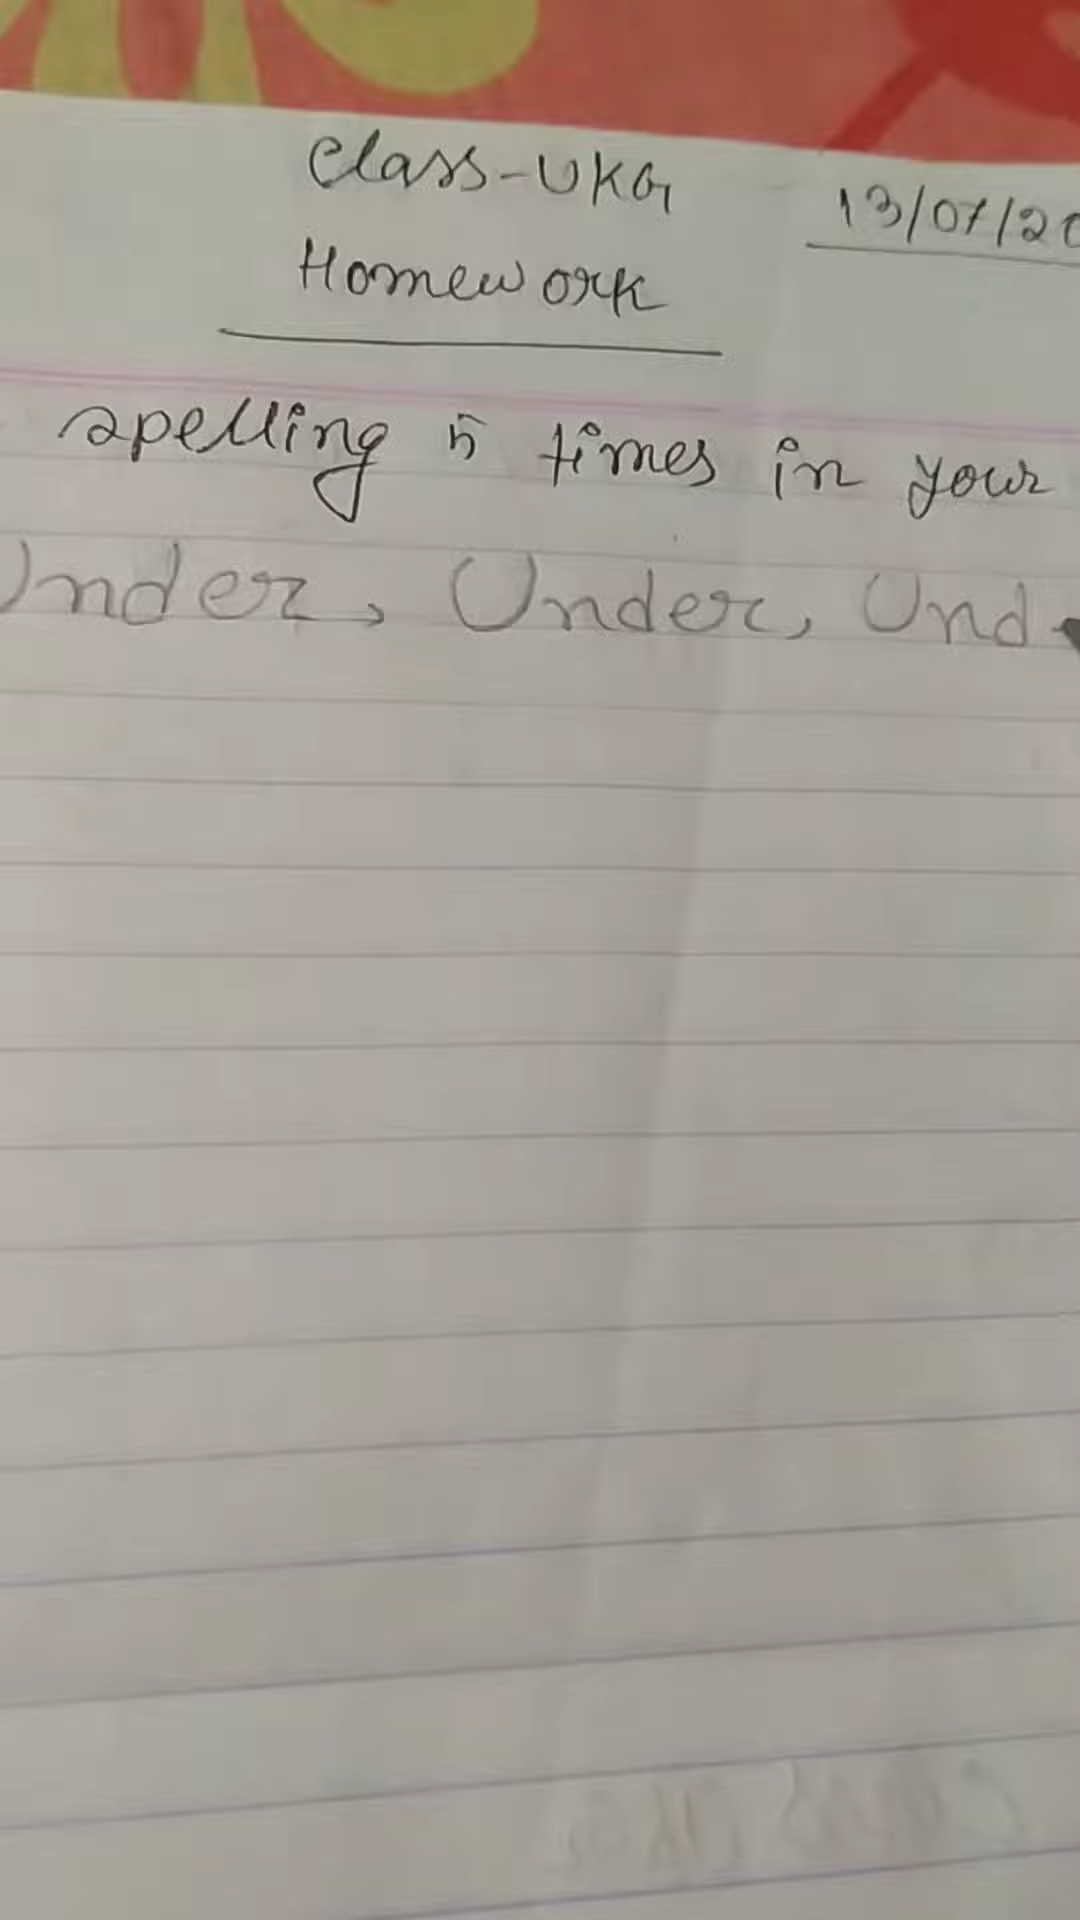 Class-UKG
13/07/20
Homework
spelling 5 times in your
Under, Under, Und